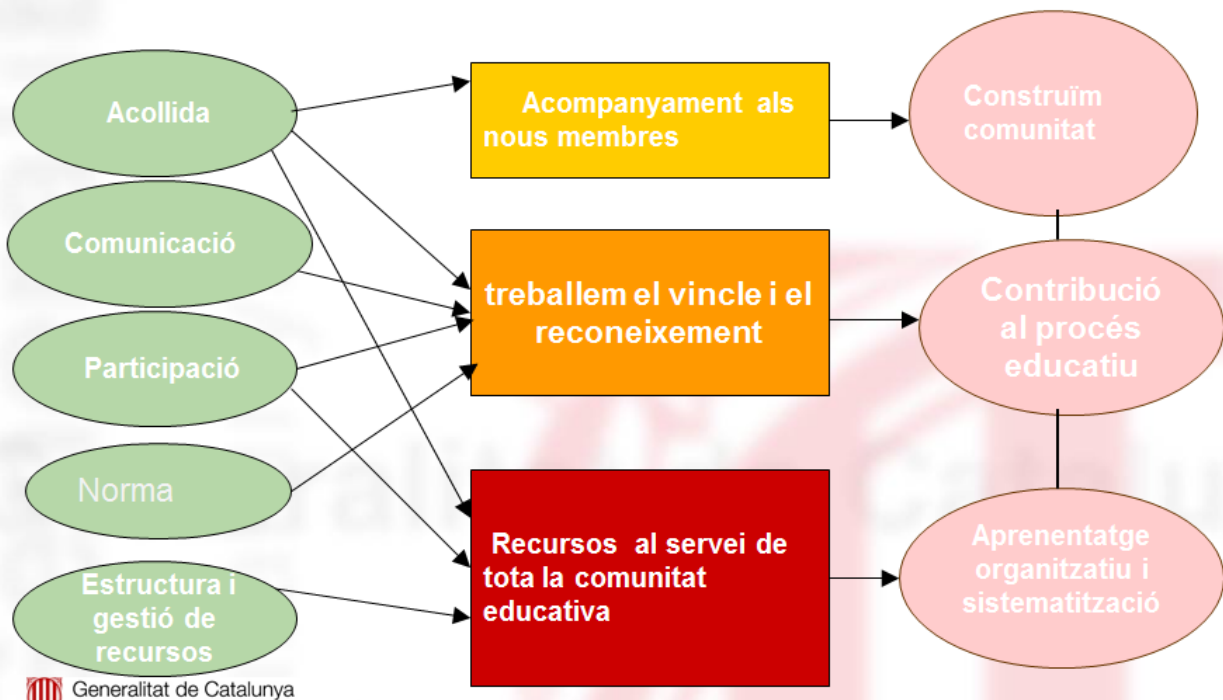 Acollida
Comunicació
Participació
Norma
Estructura i
gestió de
recursos
Acompanyament als
nous membres
treballem el vincle i el
reconeixement
Recursos al servei de
tota la comunitat
educativa
Construïm
comunitat
Contribució
al procés
educatiu
Aprenentatge
organitzatiu i
sistematització
Generalitat de Catalunya